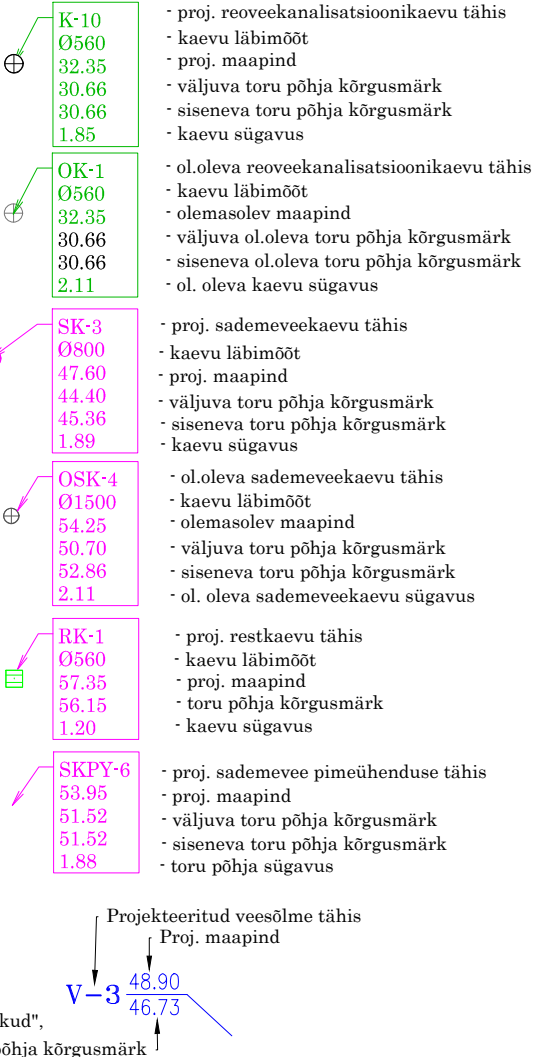 K-10 - proj. reoveekanalisatsioonikaevu tähis
Ø560 - kaevu läbimõõt
32.35 - proj. maapind
30.66 - väljuva toru põhja kõrgusmärk
30.66 - siseneva toru põhja kõrgusmärk
1.85 - kaevu sügavus
OK-1 - ol.oleva reoveekanalisatsioonikaevu tähis
Ø560 - kaevu läbimõõt
32.35 - olemasolev maapind
30.66 - väljuva ol.oleva toru põhja kõrgusmärk
30.66 - siseneva ol.oleva toru põhja kõrgusmärk
2.11 - ol. oleva kaevu sügavus
SK-3 - proj. sademeveekaevu tähis
Ø800 - kaevu läbimõõt
47.60 - proj. maapind
44.40 - väljuva toru põhja kõrgusmärk
45.36 - siseneva toru põhja kõrgusmärk
1.89 - kaevu sügavus
OSK-4 - ol.oleva sademeveekaevu tähis
Ø1500 - kaevu läbimõõt
54.25 - olemasolev maapind
50.70 - väljuva toru põhja kõrgusmärk
52.86 - siseneva toru põhja kõrgusmärk
2.11 - ol. oleva sademeveekaevu sügavus
RK-1 - proj. restkaevu tähis
Ø560 - kaevu läbimõõt
57.35 - proj. maapind
56.15 - toru põhja kõrgusmärk
1.20 - kaevu sügavus
SKPY-6 - proj. sademevee pimeühenduse tähis
53.95 - proj. maapind
51.52 - väljuva toru põhja kõrgusmärk
51.52 - siseneva toru põhja kõrgusmärk
1.88 - toru põhja sügavus
Projekteeritud veesõlme tähis
Proj. maapind
V-3 48.90
46.73
kud",
põhja kõrgusmärk